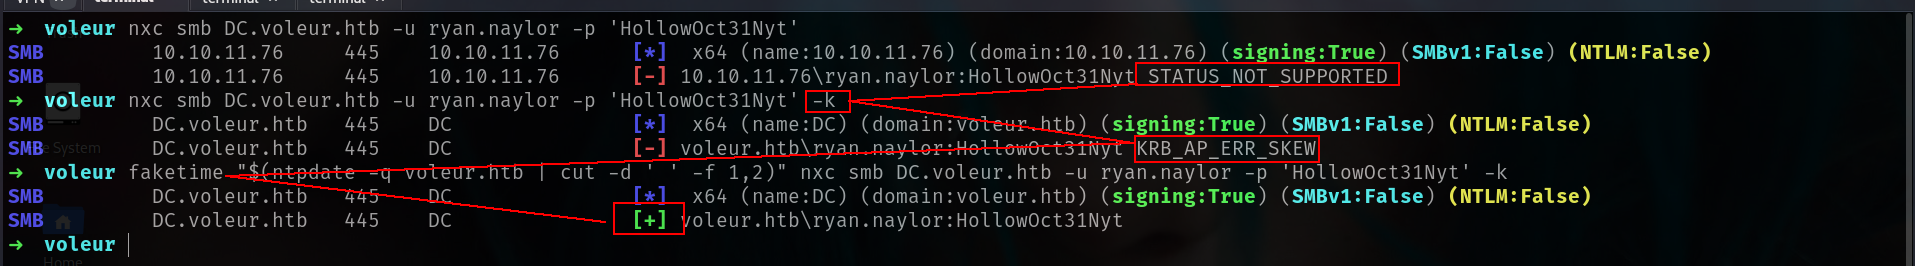 terminal
terminal
→ voleur nxc smb DC.voleur.htb -u ryan.naylor -p 'HollowOct31Nyt'
SMB 10.10.11.76 445 10.10.11.76 [*] x64 (name:10.10.11.76) (domain:10.10.11.76) (signing:True) (SMBv1:False) (NTLM:False)
SMB 10.10.11.76 445 10.10.11.76 [-] 10.10.11.76\ryan.naylor:HollowOct31Nyt STATUS_NOT_SUPPORTED
→ voleur nxc smb DC.voleur.htb -u ryan.naylor -p 'HollowOct31Nyt' -k
SMB DC.voleur.htb 445 DC [*] x64 (name:DC) (domain:voleur.htb) (signing:True) (SMBv1:False) (NTLM:False)
SMB DC.voleur.htb 445 DC [-] voleur.htb\ryan.naylor:HollowOct31Nyt KRB_AP_ERR_SKEW
→ voleur faketime "$(ntpdate -q voleur.htb | cut -d ' ' -f 1,2)" nxc smb DC.voleur.htb -u ryan.naylor -p 'HollowOct31Nyt' -k
SMB DC.voleur.htb 445 DC [*] x64 (name:DC) (domain:voleur.htb) (signing:True) (SMBv1:False) (NTLM:False)
SMB DC.voleur.htb 445 DC [+] voleur.htb\ryan.naylor:HollowOct31Nyt
→ voleur
System
Home